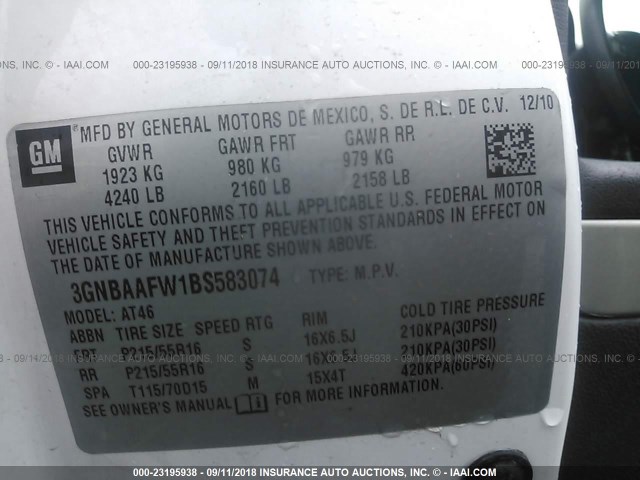 000-23195938 - 09/11/2018 INSURANCE AUTO AUCTIONS, INC. - IAAI.COM
GM
MFD BY GENERAL MOTORS DE MEXICO, S. DE R.L. DE C.V. 12/10
GVWR GAWR FRT GAWR RR
1923 KG 980 KG 979 KG
4240 LB 2160 LB 2158 LB
THIS VEHICLE CONFORMS TO ALL APPLICABLE U.S. FEDERAL MOTOR
VEHICLE SAFETY AND THEFT PREVENTION STANDARDS IN EFFECT ON
THE DATE OF MANUFACTURE SHOWN ABOVE.
3GNBAAFW1BS583074 TYPE: M.P.V.
MODEL: AT46
ABBN TIRE SIZE SPEED RTG RIM COLD TIRE PRESSURE
FRT P215/55R16 S 16X6.5J 210KPA(30PSI)
RR P215/55R16 S 16X6.5J 210KPA(30PSI)
SPA T115/70D15 M 15X4T 420KPA(60PSI)
SEE OWNER'S MANUAL FOR MORE INFORMATION.
000-23195938 - 09/11/2018 INSURANCE AUTO AUCTIONS, INC. - IAAI.COM